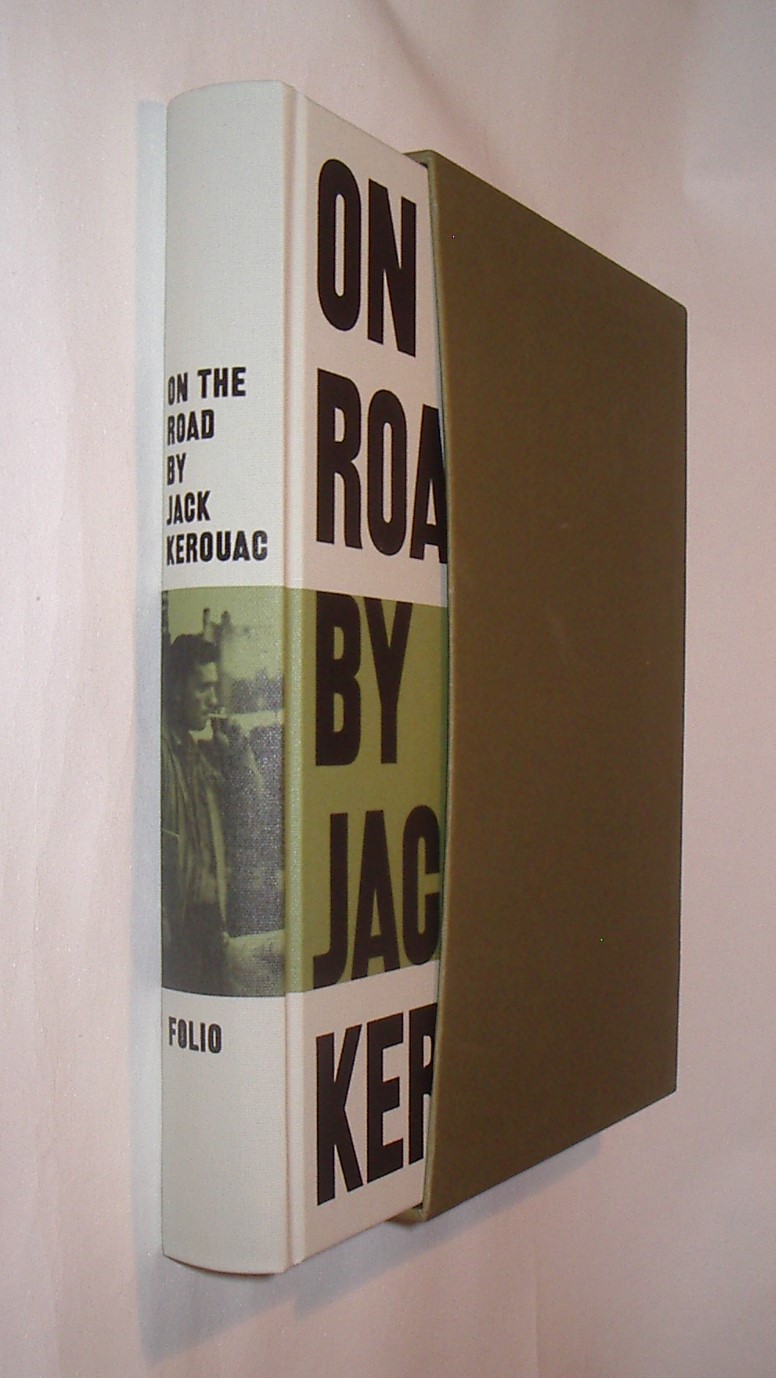 ON THE
ROAD
BY
JACK
KEROUAC
FOLIO
ON
ROA
BY
JAC
KER